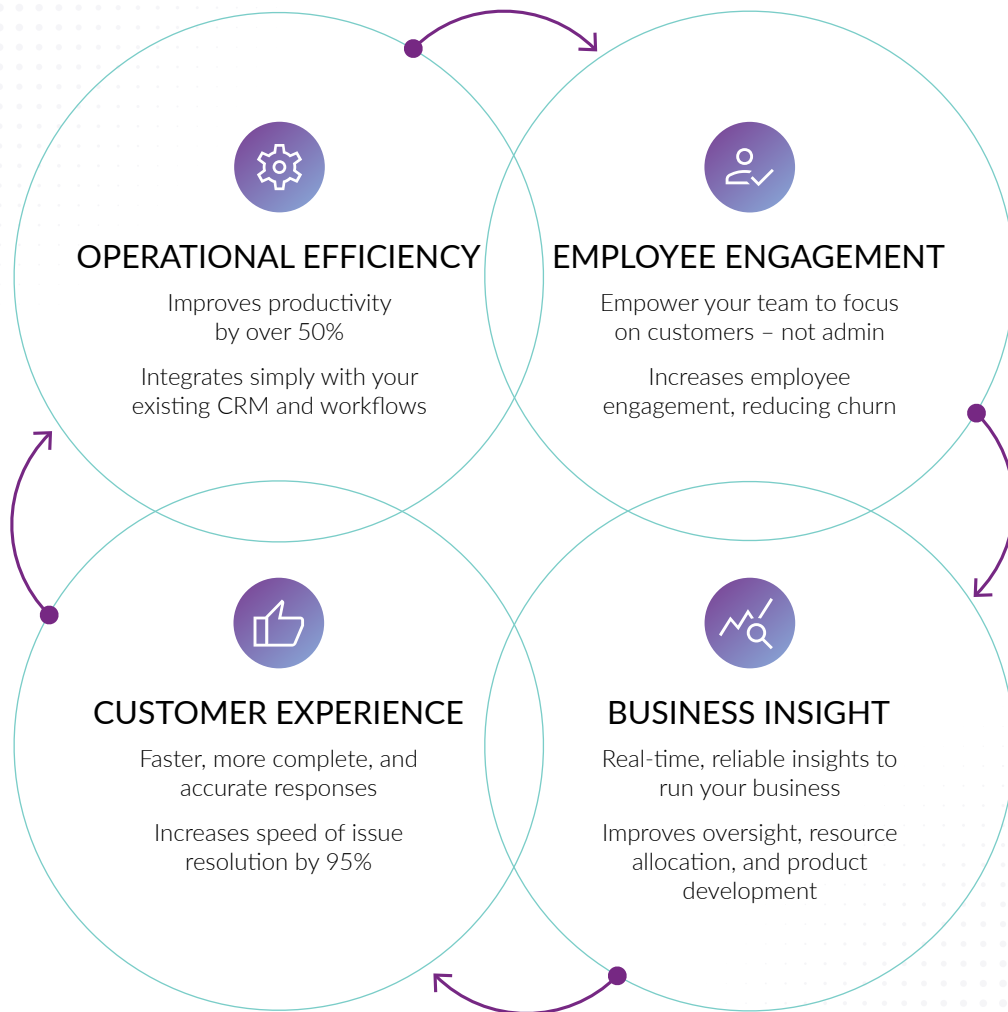 OPERATIONAL EFFICIENCY
Improves productivity
by over 50%
Integrates simply with your
existing CRM and workflows
EMPLOYEE ENGAGEMENT
Empower your team to focus
on customers – not admin
Increases employee
engagement, reducing churn
CUSTOMER EXPERIENCE
Faster, more complete, and
accurate responses
Increases speed of issue
resolution by 95%
BUSINESS INSIGHT
Real-time, reliable insights to
run your business
Improves oversight, resource
allocation, and product
development